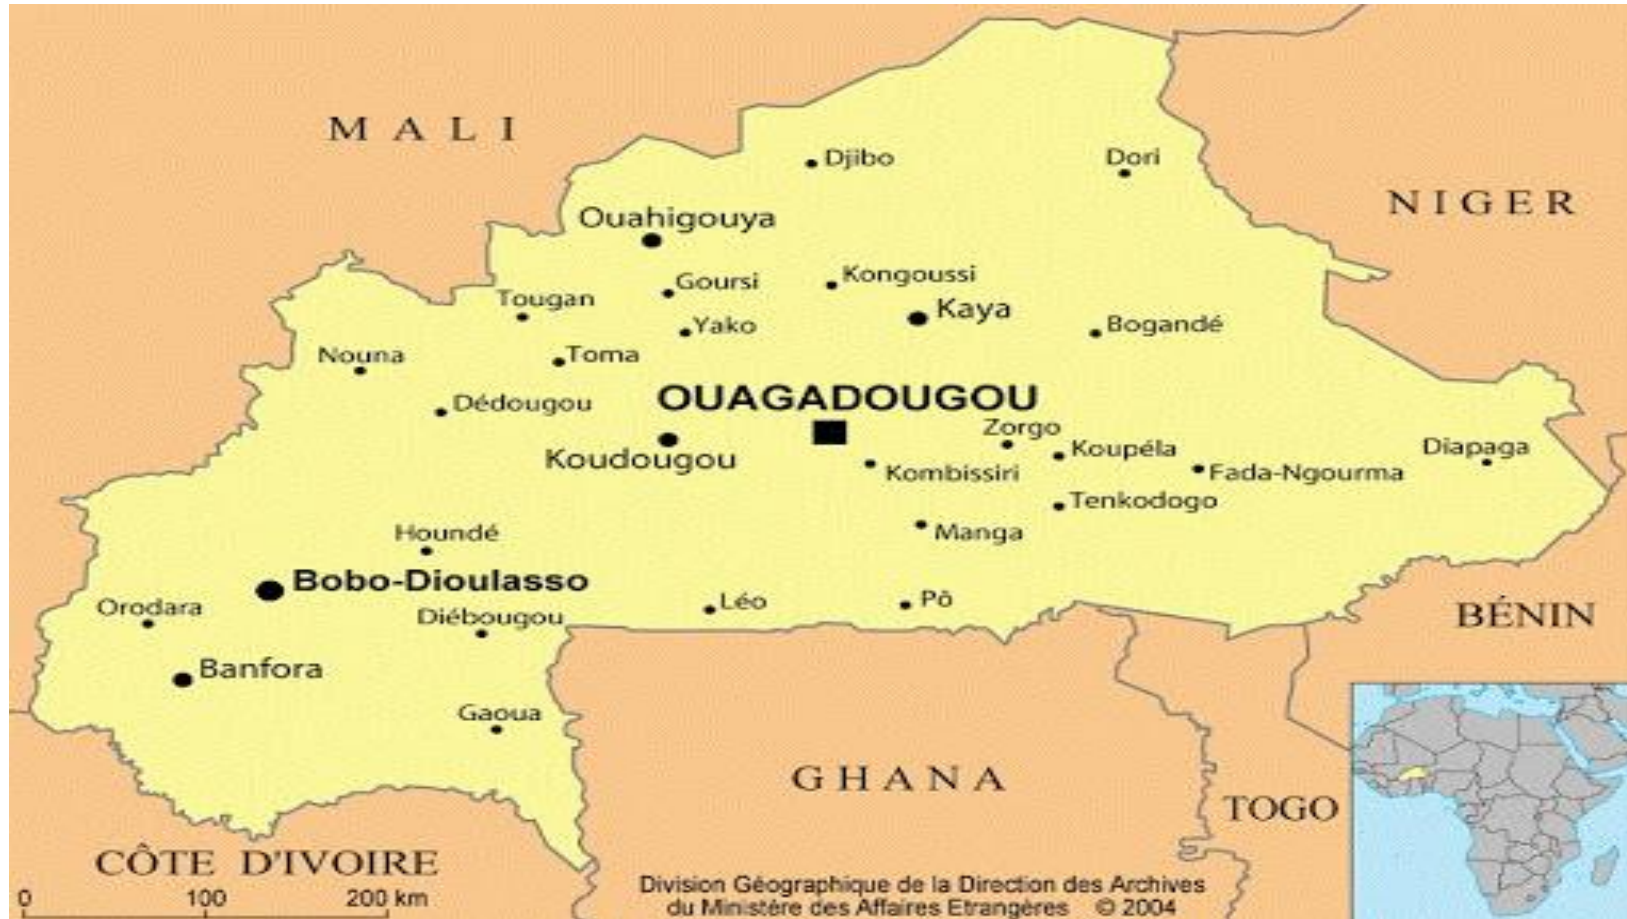 MALI
Djibo
Dori
NIGER
Ouahigouya
Goursi
Kongoussi
Tougan
Kaya
Yako
Bogandé
Nouna
Toma
OUAGADOUGOU
Dédougou
Zorgo
Koupéla
Diapaga
Koudougou
Kombissiri
Fada-Ngourma
Tenkodogo
Houndé
Manga
Bobo-Dioulasso
Orodara
Diébougou
Léo
Pô
BÉNIN
Banfora
Gaoua
GHANA
TOGO
CÔTE D'IVOIRE
0 100 200 km
Division Géographique de la Direction des Archives
du Ministère des Affaires Etrangères © 2004